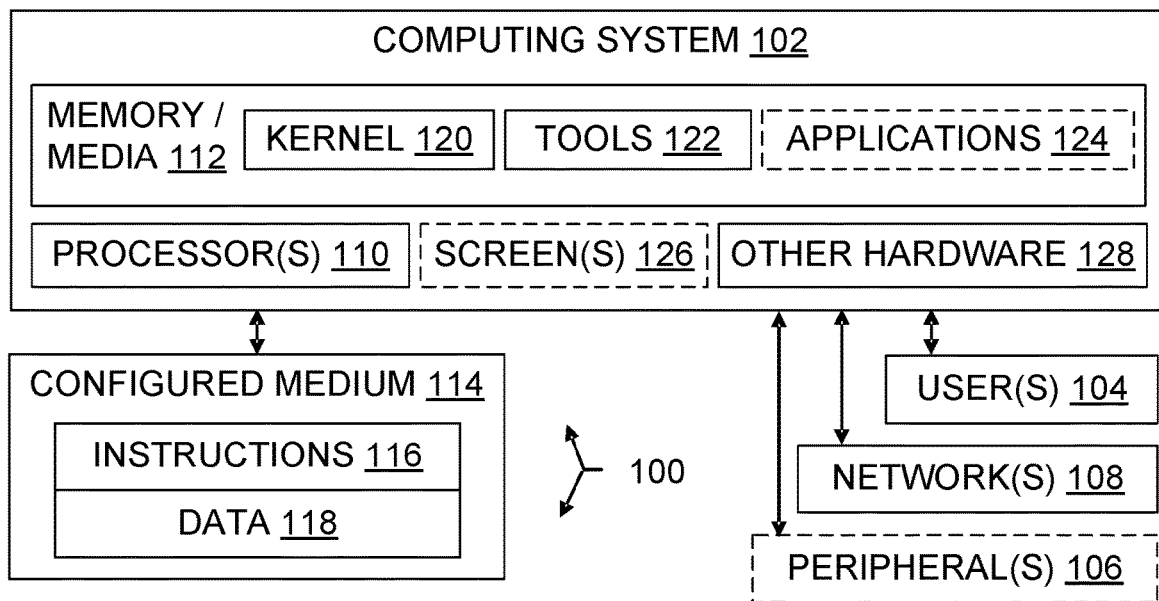 COMPUTING SYSTEM 102
MEMORY /
MEDIA 112
KERNEL 120
TOOLS 122
APPLICATIONS 124
PROCESSOR(S) 110
SCREEN(S) 126
OTHER HARDWARE 128
CONFIGURED MEDIUM 114
INSTRUCTIONS 116
DATA 118
100
USER(S) 104
NETWORK(S) 108
PERIPHERAL(S) 106